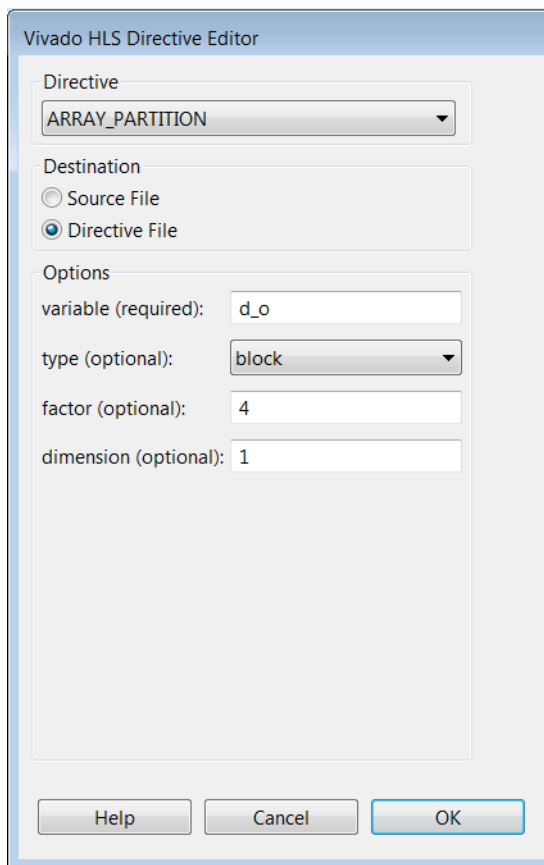 Vivado HLS Directive Editor
Directive
ARRAY_PARTITION
Destination
Source File
Directive File
Options
variable (required): d_o
type (optional): block
factor (optional): 4
dimension (optional): 1
Help Cancel OK